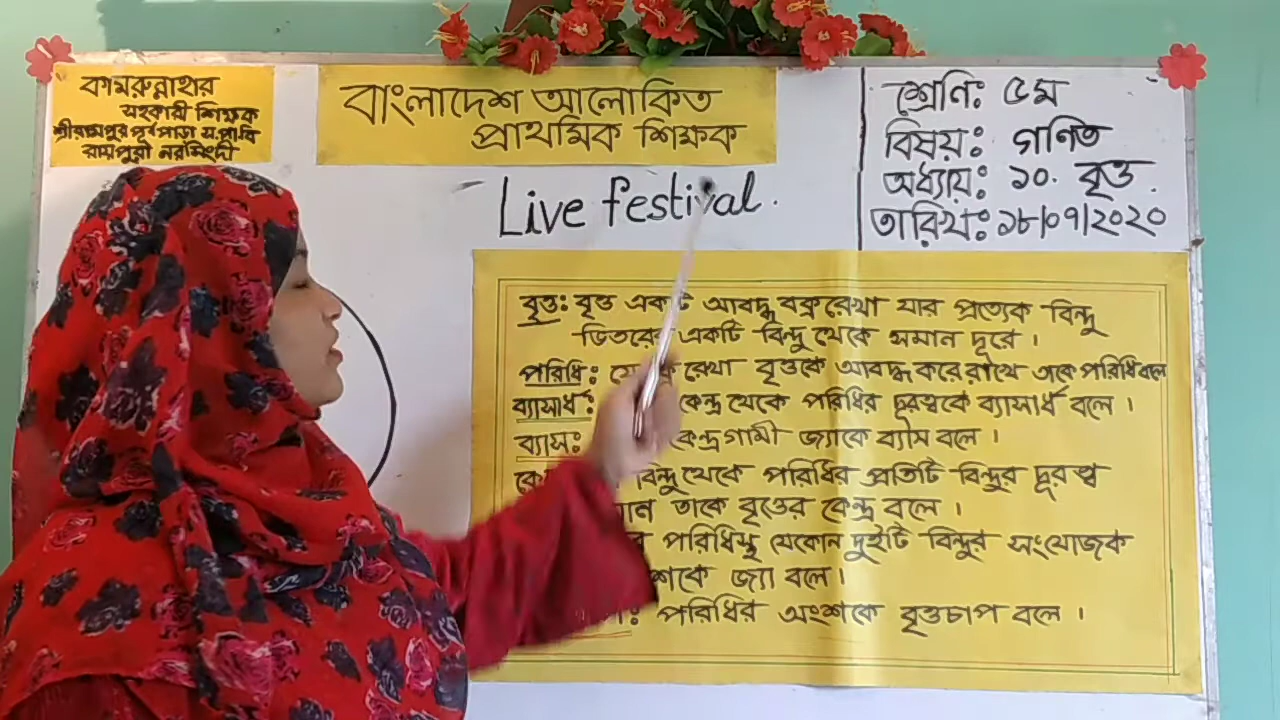 কামরুন্নাহার
সহকারী শিক্ষক
শ্রীরামপুর পূর্বপাড়া স.প্রা.বি
রায়পুরা নরসিংদী
বাংলাদেশ আলোকিত
প্রাথমিক শিক্ষক
Live festival.
শ্রেণি: ৫ম
বিষয়: গণিত
অধ্যায়: ১০. বৃত্ত.
তারিখ: ১৮/০৭/২০২০
বৃত্ত: বৃত্ত একটি আবদ্ধ বক্ররেখা যার প্রত্যেক বিন্দু
ভিতরের একটি বিন্দু থেকে সমান দূরে।
পরিধি: রেখা বৃত্তকে আবদ্ধ করে রাখে তাকে পরিধি বলে
ব্যাসার্ধ: কেন্দ্র থেকে পরিধির দূরত্বকে ব্যাসার্ধ বলে।
ব্যাস: কেন্দ্রগামী জ্যাকে ব্যাস বলে।
বিন্দু থেকে পরিধির প্রতিটি বিন্দুর দূরত্ব
তাকে বৃত্তের কেন্দ্র বলে।
পরিধিস্থ যেকোন দুইটি বিন্দুর সংযোজক
জ্যা বলে।
পরিধির অংশকে বৃত্তচাপ বলে।